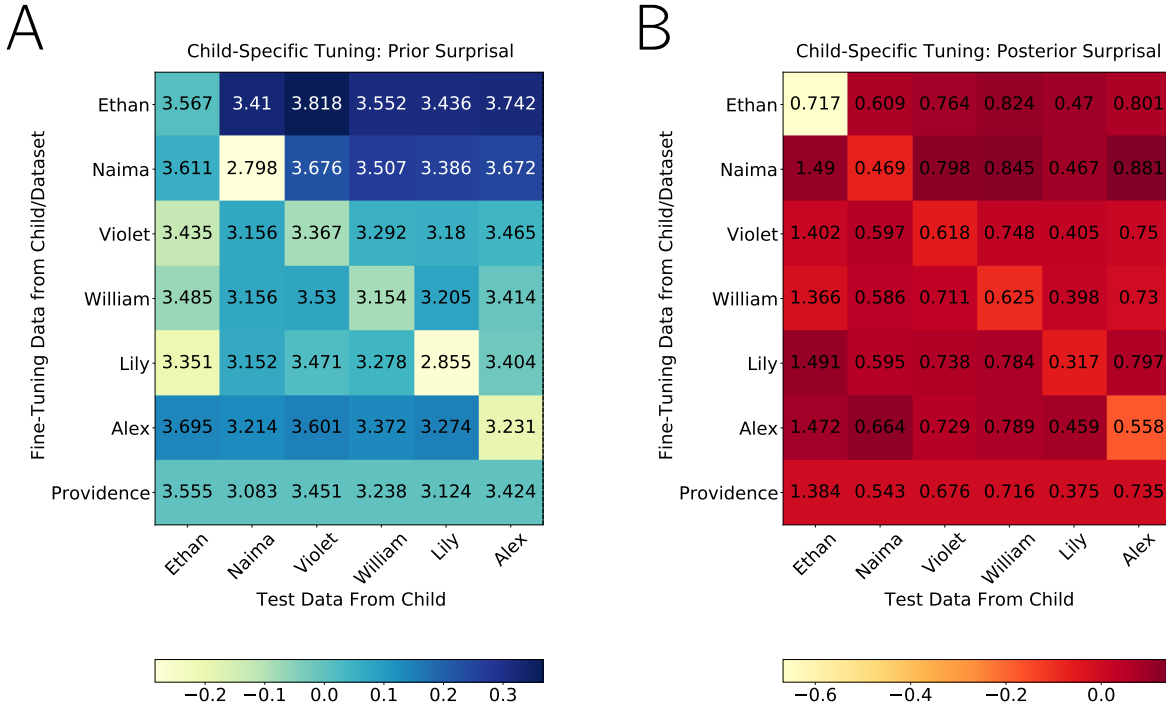 A
Child-Specific Tuning: Prior Surprisal
Fine-Tuning Data from Child/Dataset
Ethan 3.567 3.41 3.818 3.552 3.436 3.742
Naima 3.611 2.798 3.676 3.507 3.386 3.672
Violet 3.435 3.156 3.367 3.292 3.18 3.465
William 3.485 3.156 3.53 3.154 3.205 3.414
Lily 3.351 3.152 3.471 3.278 2.855 3.404
Alex 3.695 3.214 3.601 3.372 3.274 3.231
Providence 3.555 3.083 3.451 3.238 3.124 3.424
Ethan Naima Violet William Lily Alex
Test Data From Child
−0.2 −0.1 0.0 0.1 0.2 0.3
B
Child-Specific Tuning: Posterior Surprisal
Fine-Tuning Data from Child/Dataset
Ethan 0.717 0.609 0.764 0.824 0.47 0.801
Naima 1.49 0.469 0.798 0.845 0.467 0.881
Violet 1.402 0.597 0.618 0.748 0.405 0.75
William 1.366 0.586 0.711 0.625 0.398 0.73
Lily 1.491 0.595 0.738 0.784 0.317 0.797
Alex 1.472 0.664 0.729 0.789 0.459 0.558
Providence 1.384 0.543 0.676 0.716 0.375 0.735
Ethan Naima Violet William Lily Alex
Test Data From Child
−0.6 −0.4 −0.2 0.0